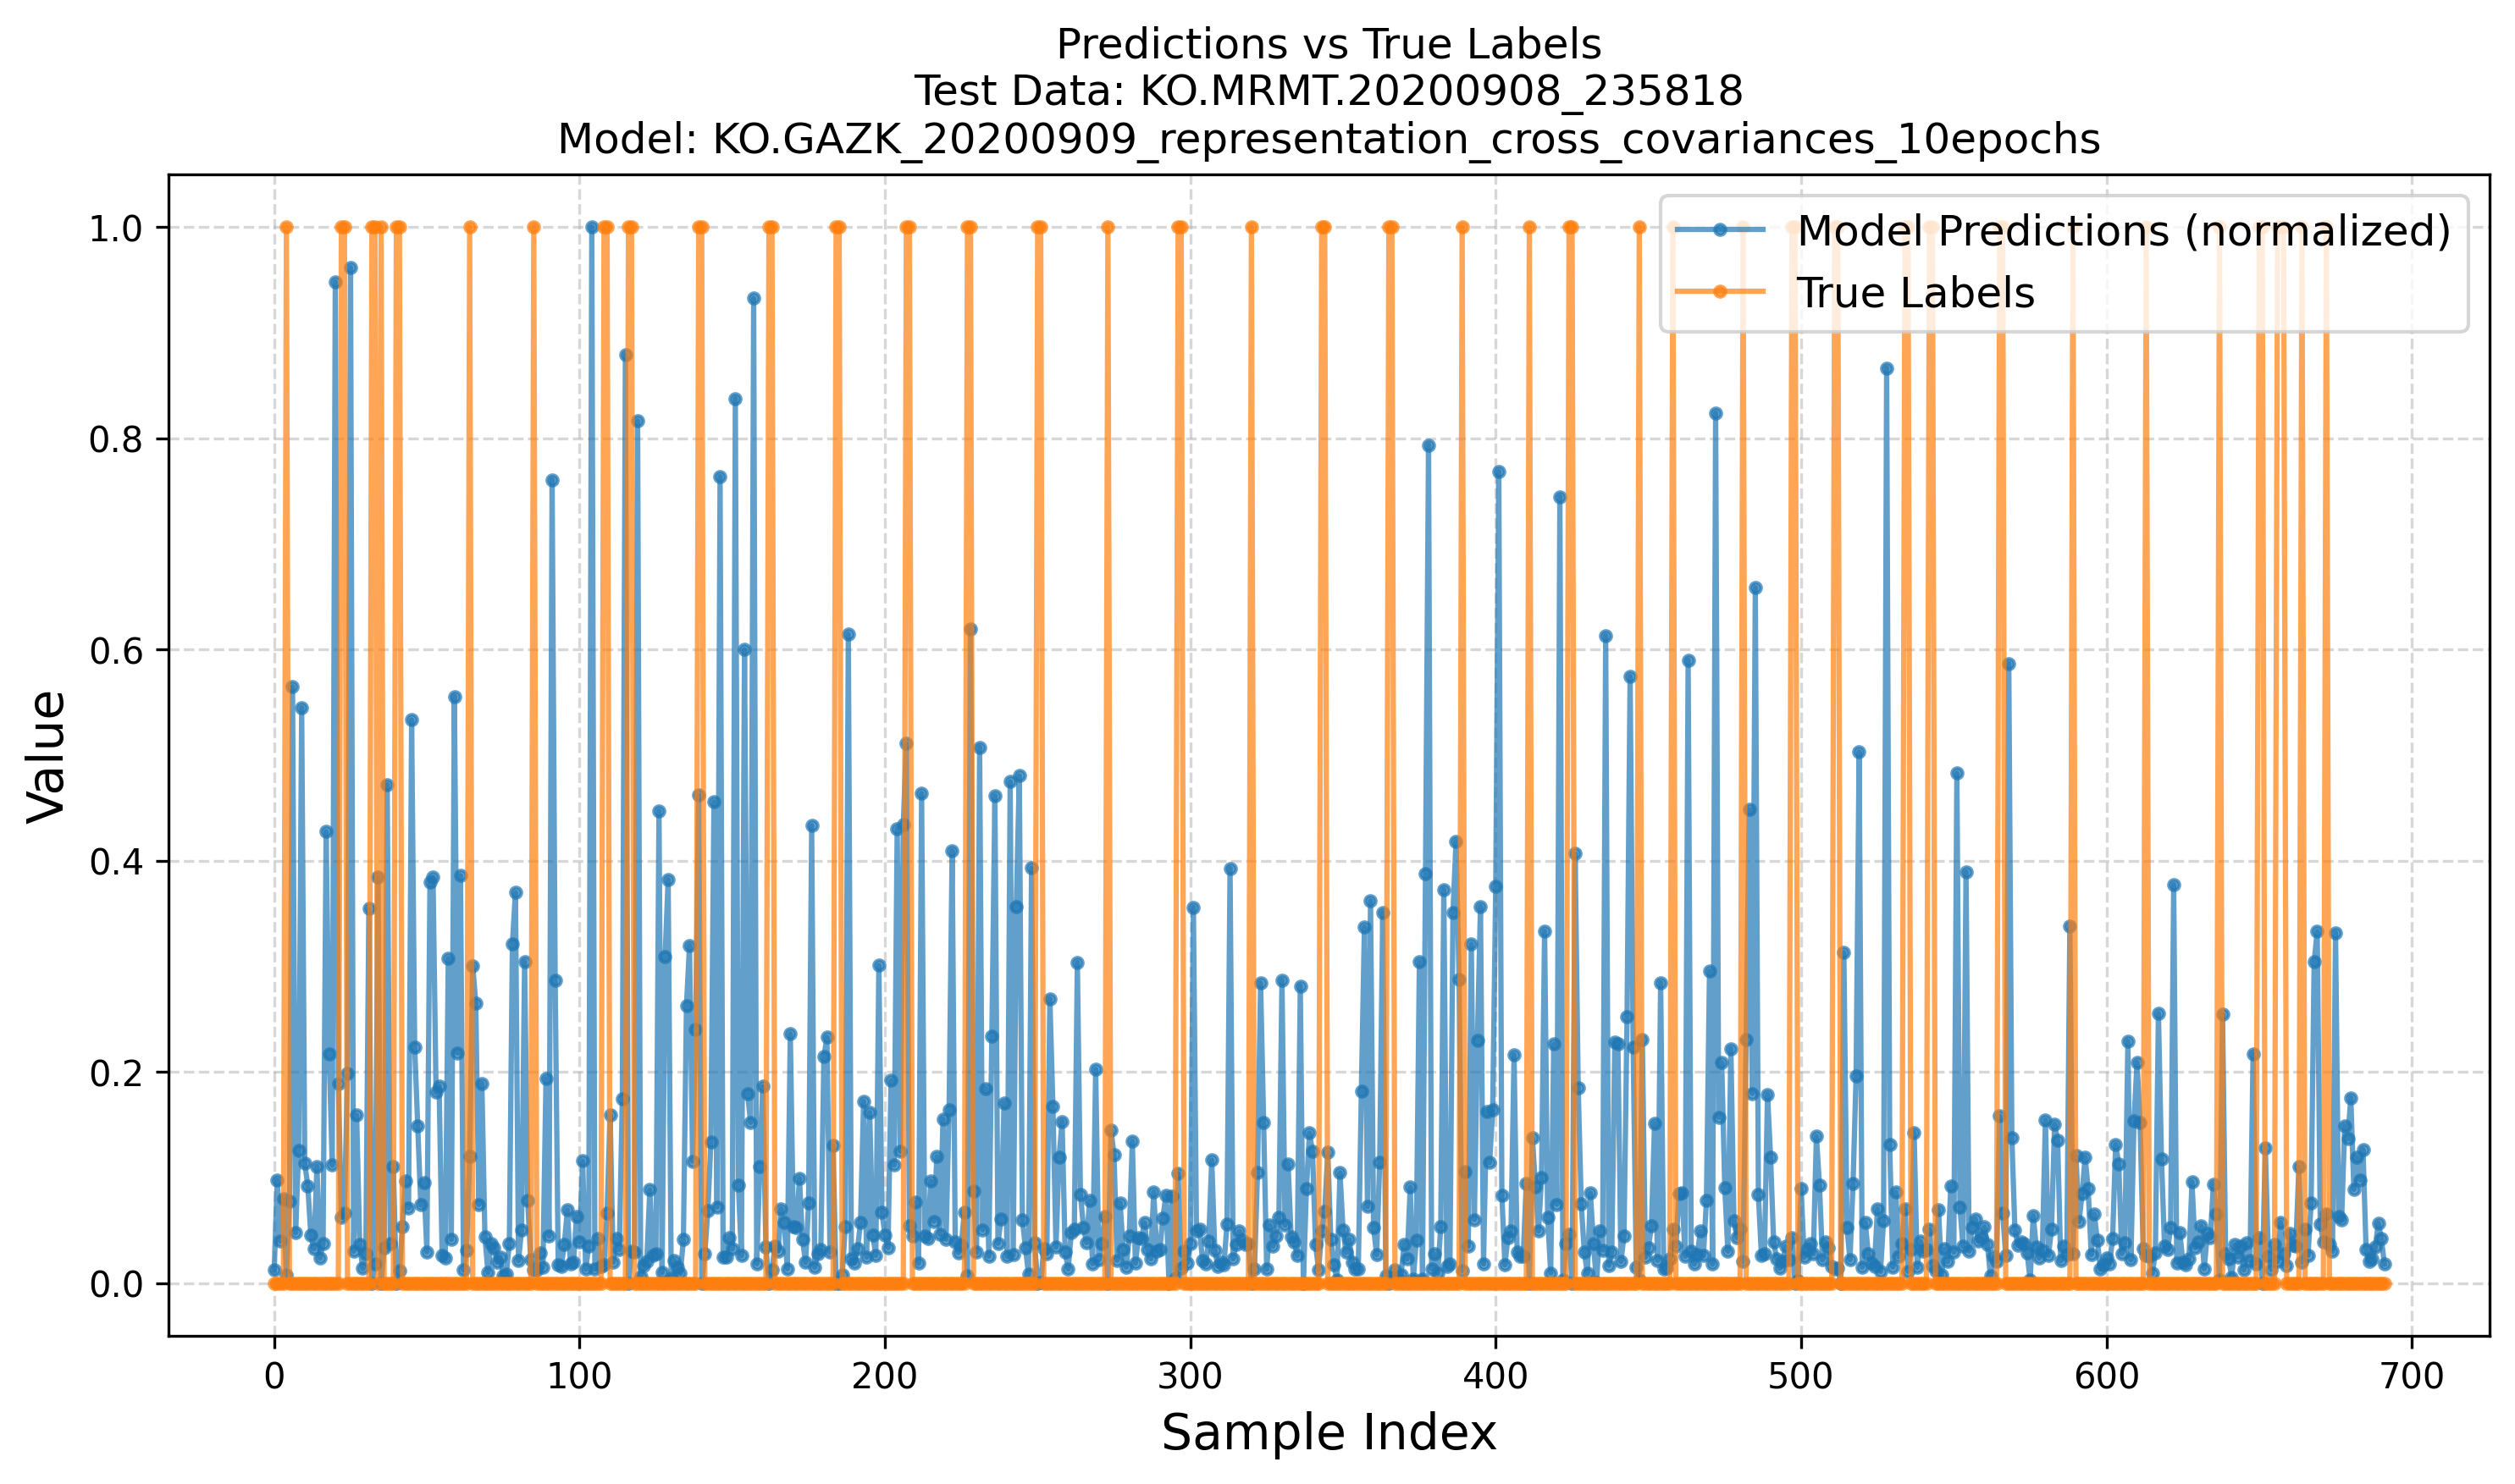 Predictions vs True Labels
Test Data: KO.MRMT.20200908_235818
Model: KO.GAZK_20200909_representation_cross_covariances_10epochs
Model Predictions (normalized)
True Labels
Value
1.0
0.8
0.6
0.4
0.2
0.0
0 100 200 300 400 500 600 700
Sample Index